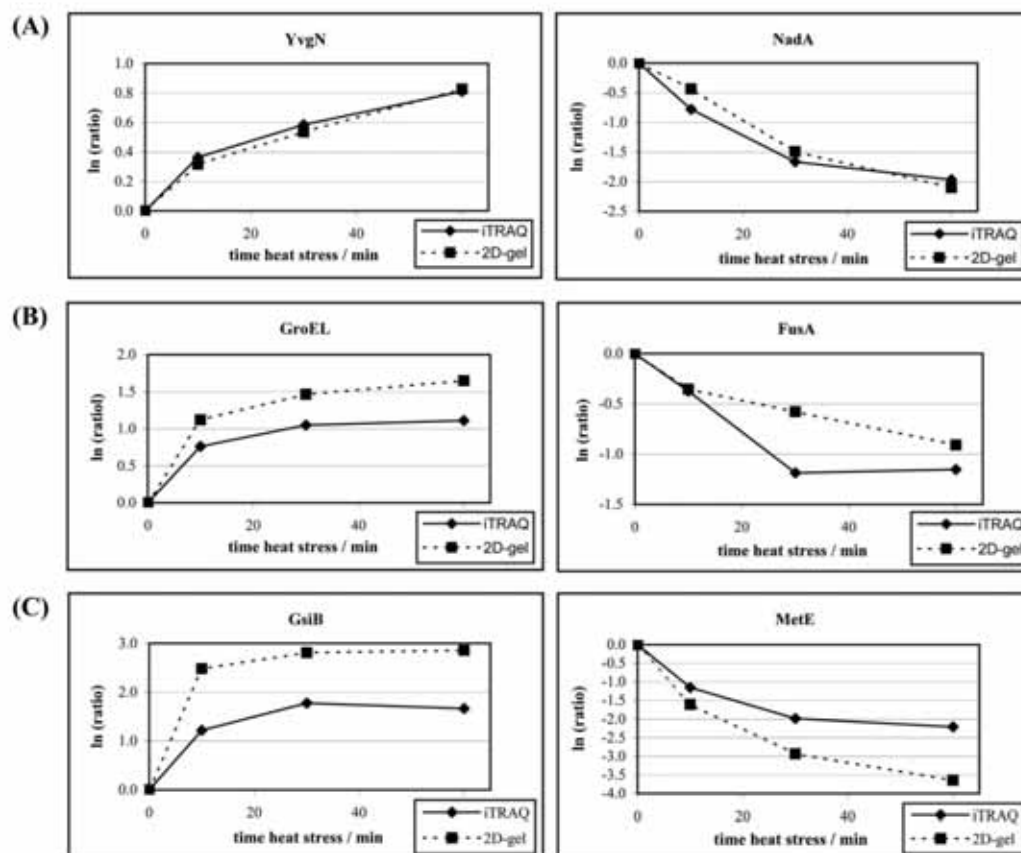 (A)
YvgN
ln (ratio)
1.0
0.8
0.6
0.4
0.2
0.0
0 20 40
time heat stress / min
iTRAQ
2D-gel
NadA
ln (ratiol)
0.0
-0.5
-1.0
-1.5
-2.0
-2.5
0 20 40
time heat stress / min
iTRAQ
2D-gel
(B)
GroEL
ln (ratiol)
2.0
1.5
1.0
0.5
0.0
0 20 40
time heat stress / min
iTRAQ
2D-gel
FusA
ln (ratio)
0.0
-0.5
-1.0
-1.5
0 20 40
time heat stress / min
iTRAQ
2D-gel
(C)
GsiB
ln (ratio)
3.0
2.0
1.0
0.0
0 20 40
time heat stress / min
iTRAQ
2D-gel
MetE
ln (ratio)
0.0
-0.5
-1.0
-1.5
-2.0
-2.5
-3.0
-3.5
-4.0
0 20 40
time heat stress / min
iTRAQ
2D-gel